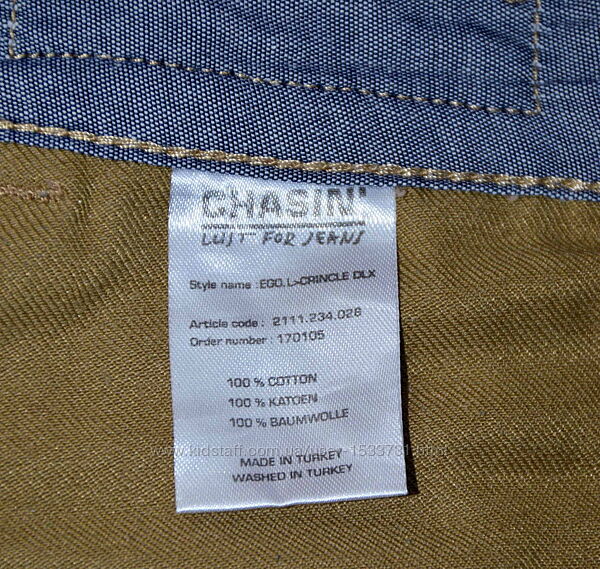 CHASIN'
LUST FOR JEANS
Style name : EGO.L>CRINCLE DLX
Article code : 2111.234.028
Order number : 170105
100 % COTTON
100 % KATOEN
100 % BAUMWOLLE
MADE IN TURKEY
WASHED IN TURKEY